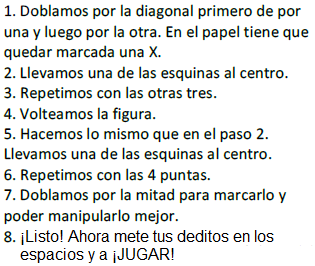 1. Doblamos por la diagonal primero de por
una y luego por la otra. En el papel tiene que
quedar marcada una X.
2. Llevamos una de las esquinas al centro.
3. Repetimos con las otras tres.
4. Volteamos la figura.
5. Hacemos lo mismo que en el paso 2.
Llevamos una de las esquinas al centro.
6. Repetimos con las 4 puntas.
7. Doblamos por la mitad para marcarlo y
poder manipularlo mejor.
8. ¡Listo! Ahora mete tus deditos en los
espacios y a ¡JUGAR!